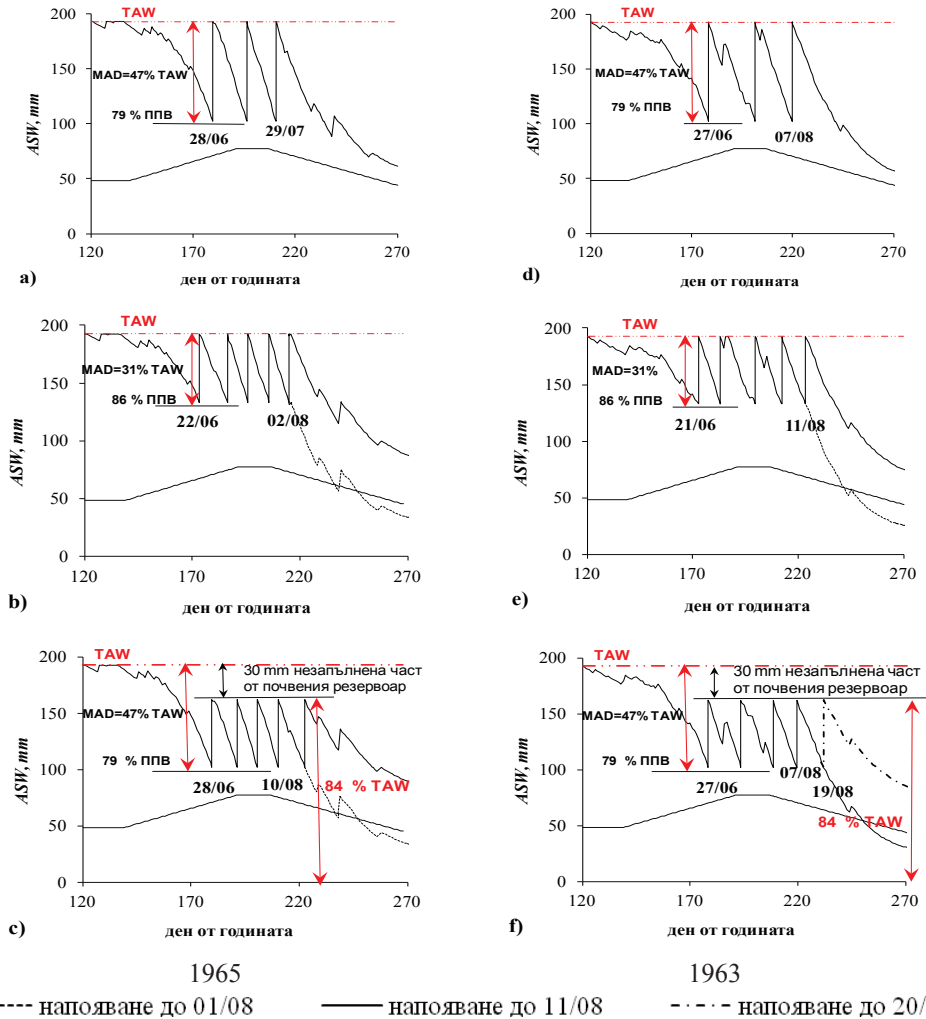 TAW
200
150
100
50
0
ASW, mm
MAD=47% TAW
79 % ППВ
28/06
29/07
120 170 220 270
a)
ден от годината
TAW
200
150
100
50
0
ASW, mm
MAD=47% TAW
79 % ППВ
27/06
07/08
120 170 220 270
d)
ден от годината
TAW
200
150
100
50
0
ASW, mm
MAD=31% TAW
86 % ППВ
22/06
02/08
120 170 220 270
b)
ден от годината
TAW
200
150
100
50
0
ASW, mm
MAD=31%
86 % ППВ
21/06
11/08
120 170 220 270
e)
ден от годината
TAW
200
150
100
50
0
ASW, mm
30 mm незапълнена част
от почвения резервоар
MAD=47% TAW
79 % ППВ
28/06
10/08
84 % TAW
120 170 220 270
c)
ден от годината
TAW
200
150
100
50
0
ASW, mm
30 mm незапълнена част
от почвения резервоар
MAD=47% TAW
79 % ППВ
27/06
07/08
19/08
84 % TAW
120 170 220 270
f)
ден от годината
1965
1963
напояване до 01/08
напояване до 11/08
напояване до 20/